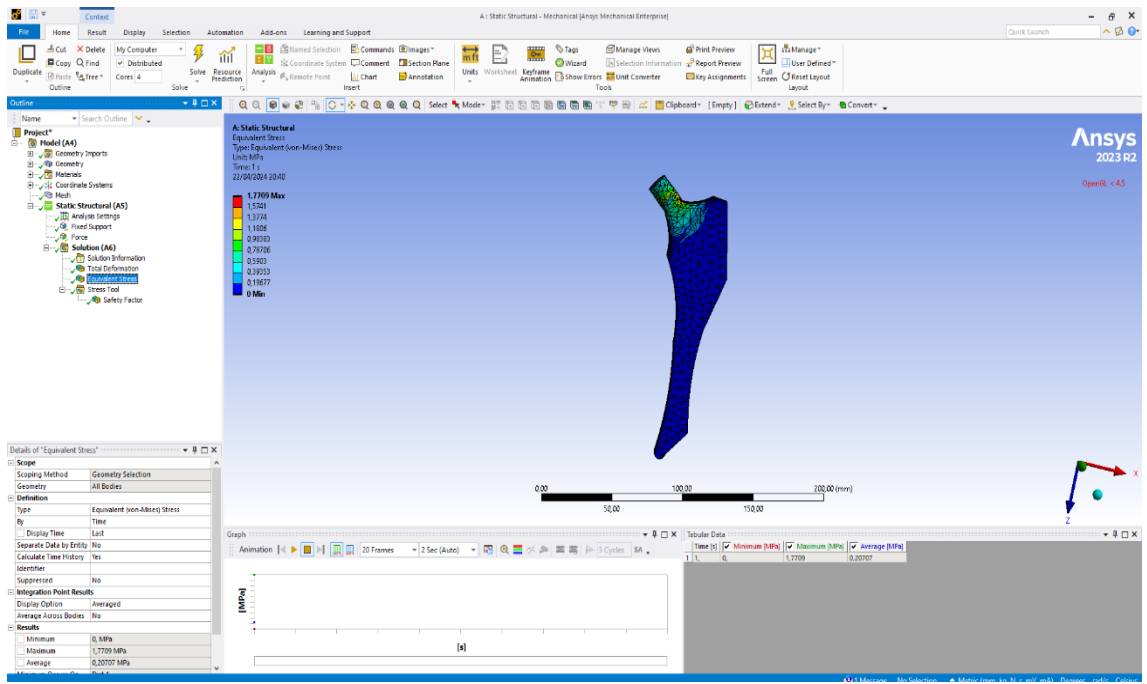 Context
A : Static Structural - Mechanical [Ansys Mechanical Enterprise]
File Home Result Display Selection Automation Add-ons Learning and Support
Quick Launch
Duplicate
Cut
Delete
Copy
Find
Paste
Tree
Outline
My Computer
Distributed
Cores 4
Solve
Resource Prediction
Solve
Analysis
Named Selection
Coordinate System
Remote Point
Commands
Comment
Chart
Images
Section Plane
Annotation
Insert
Units
Worksheet
Keyframe Animation
Tags
Wizard
Show Errors
Manage Views
Selection Information
Unit Converter
Print Preview
Report Preview
Key Assignments
Tools
Full Screen
Manage
User Defined
Reset Layout
Layout
Outline
Name
Search Outline
Select
Mode
Clipboard
[Empty]
Extend
Select By
Convert
Project*
Model (A4)
Geometry Imports
Geometry
Materials
Coordinate Systems
Mesh
Static Structural (A5)
Analysis Settings
Fixed Support
Force
Solution (A6)
Solution Information
Total Deformation
Equivalent Stress
Stress Tool
Safety Factor
A: Static Structural
Equivalent Stress
Type: Equivalent (von-Mises) Stress
Unit: MPa
Time: 1 s
22/04/2024 20:40
1,7709 Max
1,5741
1,3774
1,1806
0,98383
0,78706
0,5903
0,39353
0,19677
0 Min
Ansys
2023 R2
OpenGL < 4.5
0,00 100,00 200,00 (mm)
50,00 150,00
X
Z
Details of "Equivalent Stress"
Scope
Scoping Method Geometry Selection
Geometry All Bodies
Definition
Type Equivalent (von-Mises) Stress
By Time
Display Time Last
Separate Data by Entity No
Calculate Time History Yes
Identifier
Suppressed No
Integration Point Results
Display Option Averaged
Average Across Bodies No
Results
Minimum 0, MPa
Maximum 1,7709 MPa
Average 0,20707 MPa
Graph
Animation
20 Frames
2 Sec (Auto)
3 Cycles
[MPa]
[s]
Tabular Data
Time [s] Minimum [MPa] Maximum [MPa] Average [MPa]
1 1, 0, 1,7709 0,20707
1 Message No Selection Metric (mm, kg, N, s, mV, mA) Degrees rad/s Celsius